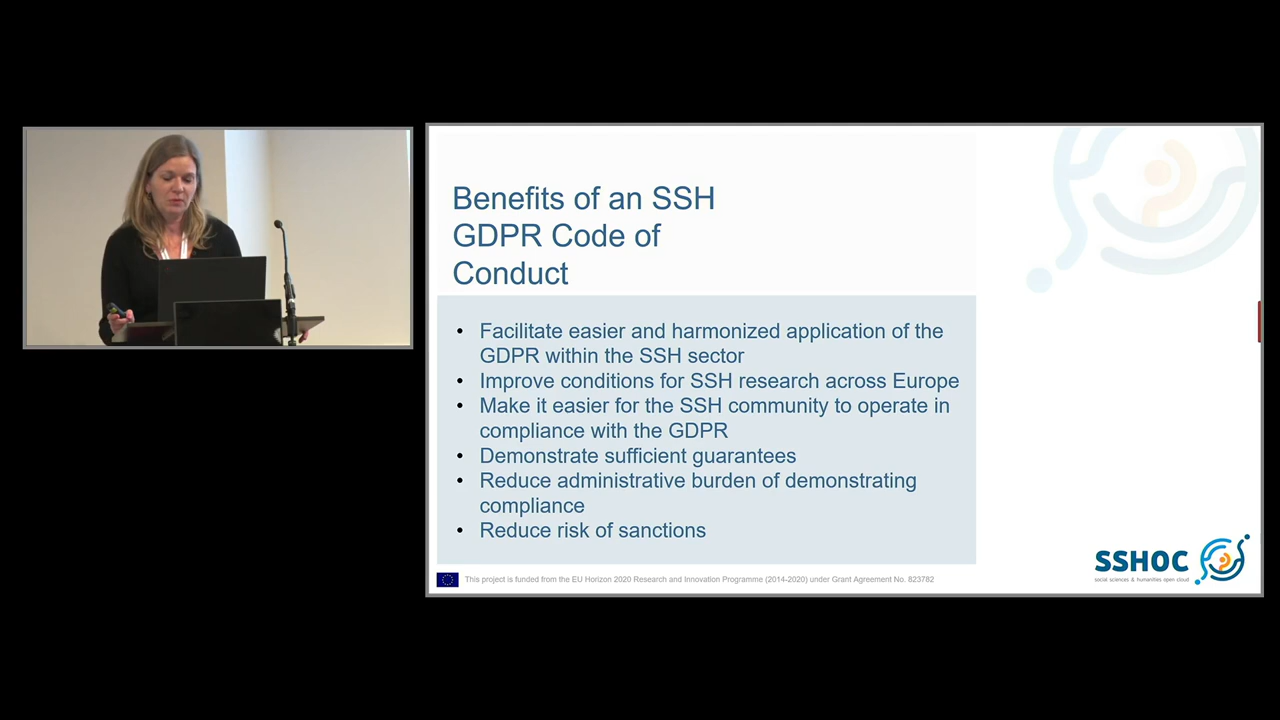 Benefits of an SSH
GDPR Code of
Conduct
• Facilitate easier and harmonized application of the
GDPR within the SSH sector
• Improve conditions for SSH research across Europe
• Make it easier for the SSH community to operate in
compliance with the GDPR
• Demonstrate sufficient guarantees
• Reduce administrative burden of demonstrating
compliance
• Reduce risk of sanctions
SSHOC
social sciences & humanities open cloud
This project is funded from the EU Horizon 2020 Research and Innovation Programme (2014-2020) under Grant Agreement No. 823782